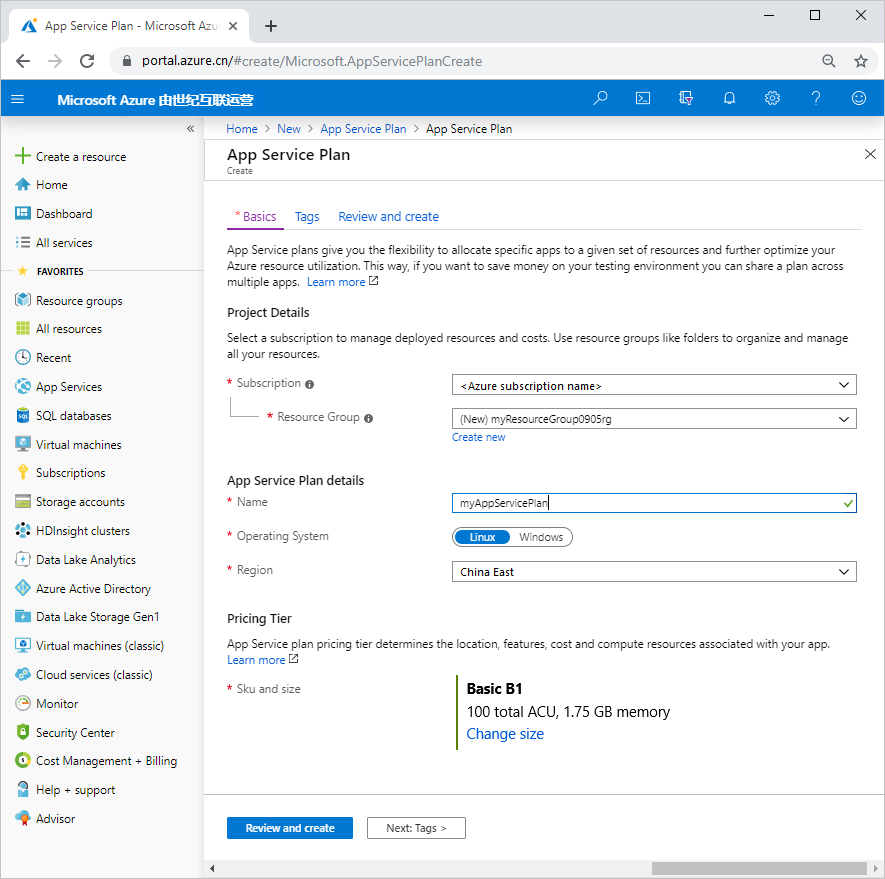 App Service Plan - Microsoft Azu
portal.azure.cn/#create/Microsoft.AppServicePlanCreate
Microsoft Azure 由世纪互联运营
Home > New > App Service Plan > App Service Plan
App Service Plan
Create
Create a resource
Home
Dashboard
All services
FAVORITES
Resource groups
All resources
Recent
App Services
SQL databases
Virtual machines
Subscriptions
Storage accounts
HDInsight clusters
Data Lake Analytics
Azure Active Directory
Data Lake Storage Gen1
Virtual machines (classic)
Cloud services (classic)
Monitor
Security Center
Cost Management + Billing
Help + support
Advisor
* Basics Tags Review and create
App Service plans give you the flexibility to allocate specific apps to a given set of resources and further optimize your
Azure resource utilization. This way, if you want to save money on your testing environment you can share a plan across
multiple apps. Learn more
Project Details
Select a subscription to manage deployed resources and costs. Use resource groups like folders to organize and manage
all your resources.
* Subscription <Azure subscription name>
* Resource Group (New) myResourceGroup0905rg
Create new
App Service Plan details
* Name myAppServicePlan
* Operating System Linux Windows
* Region China East
Pricing Tier
App Service plan pricing tier determines the location, features, cost and compute resources associated with your app.
Learn more
* Sku and size Basic B1
100 total ACU, 1.75 GB memory
Change size
Review and create Next: Tags >